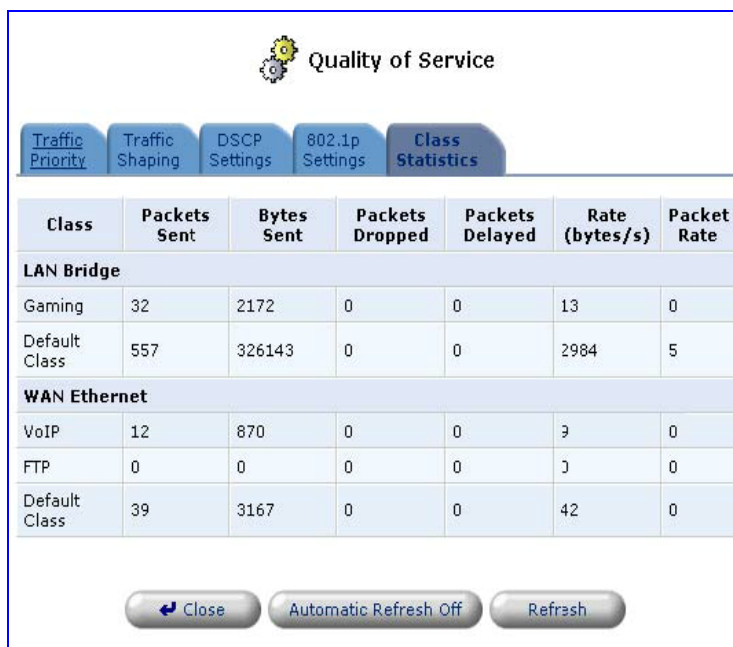 Quality of Service
Traffic Priority
Traffic Shaping
DSCP Settings
802.1p Settings
Class Statistics
Class Packets Sent Bytes Sent Packets Dropped Packets Delayed Rate (bytes/s) Packet Rate
LAN Bridge
Gaming 32 2172 0 0 13 0
Default Class 557 326143 0 0 2984 5
WAN Ethernet
VoIP 12 870 0 0 9 0
FTP 0 0 0 0 0 0
Default Class 39 3167 0 0 42 0
Close
Automatic Refresh Off
Refresh